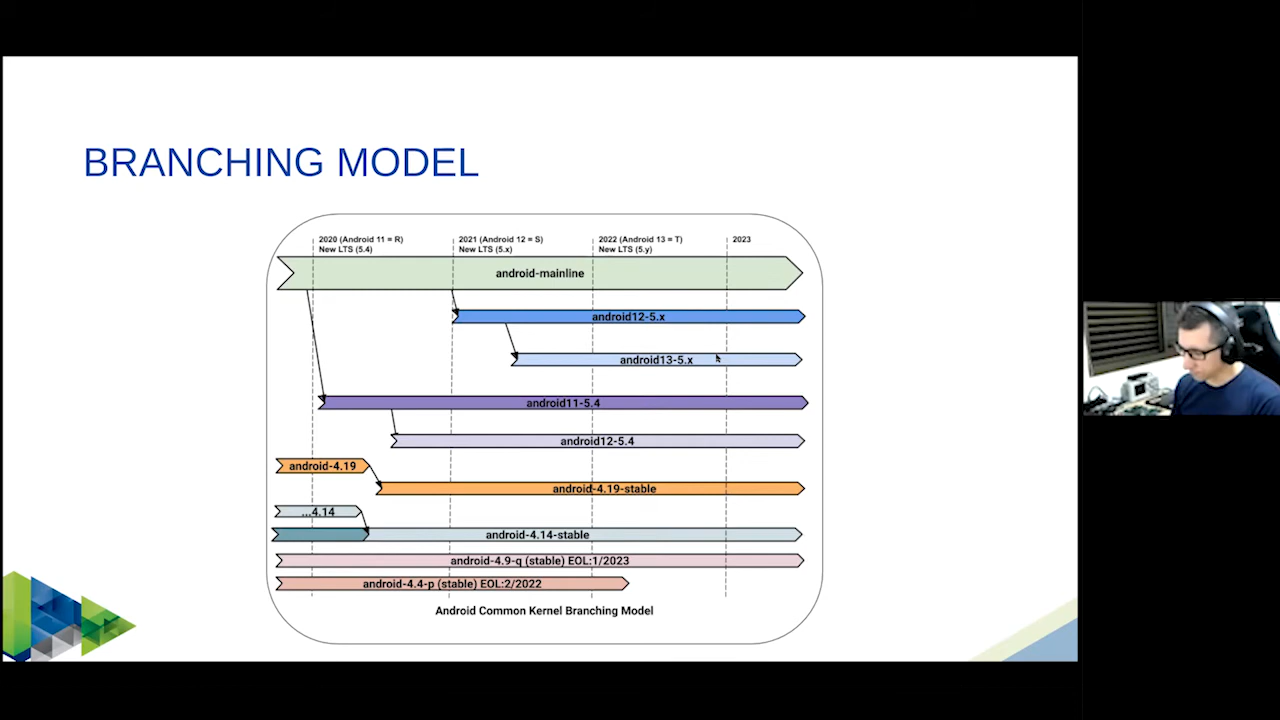 BRANCHING MODEL
2020 (Android 11 = R)
New LTS (5.4)
2021 (Android 12 = S)
New LTS (5.x)
2022 (Android 13 = T)
New LTS (5.y)
2023
android-mainline
android12-5.x
android13-5.x
android11-5.4
android12-5.4
android-4.19
android-4.19-stable
...4.14
android-4.14-stable
android-4.9-q (stable) EOL:1/2023
android-4.4-p (stable) EOL:2/2022
Android Common Kernel Branching Model